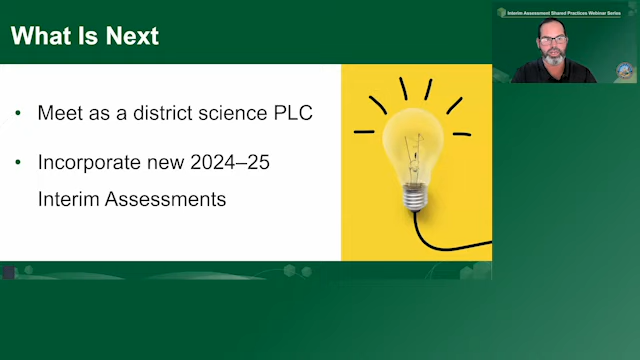 What Is Next
Interim Assessment Shared Practices Webinar Series
• Meet as a district science PLC
• Incorporate new 2024–25
Interim Assessments